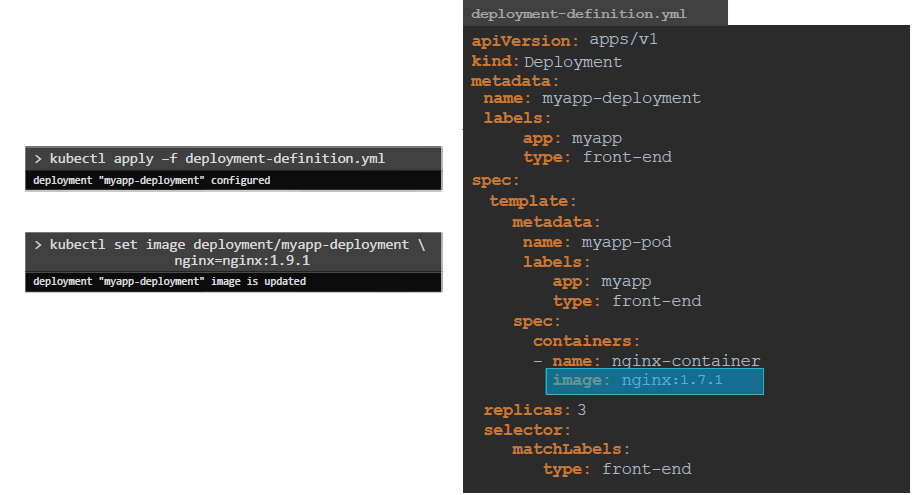 > kubectl apply –f deployment-definition.yml
deployment "myapp-deployment" configured
> kubectl set image deployment/myapp-deployment \
nginx=nginx:1.9.1
deployment "myapp-deployment" image is updated
deployment-definition.yml
apiVersion: apps/v1
kind: Deployment
metadata:
name: myapp-deployment
labels:
app: myapp
type: front-end
spec:
template:
metadata:
name: myapp-pod
labels:
app: myapp
type: front-end
spec:
containers:
- name: nginx-container
image: nginx:1.7.1
replicas: 3
selector:
matchLabels:
type: front-end